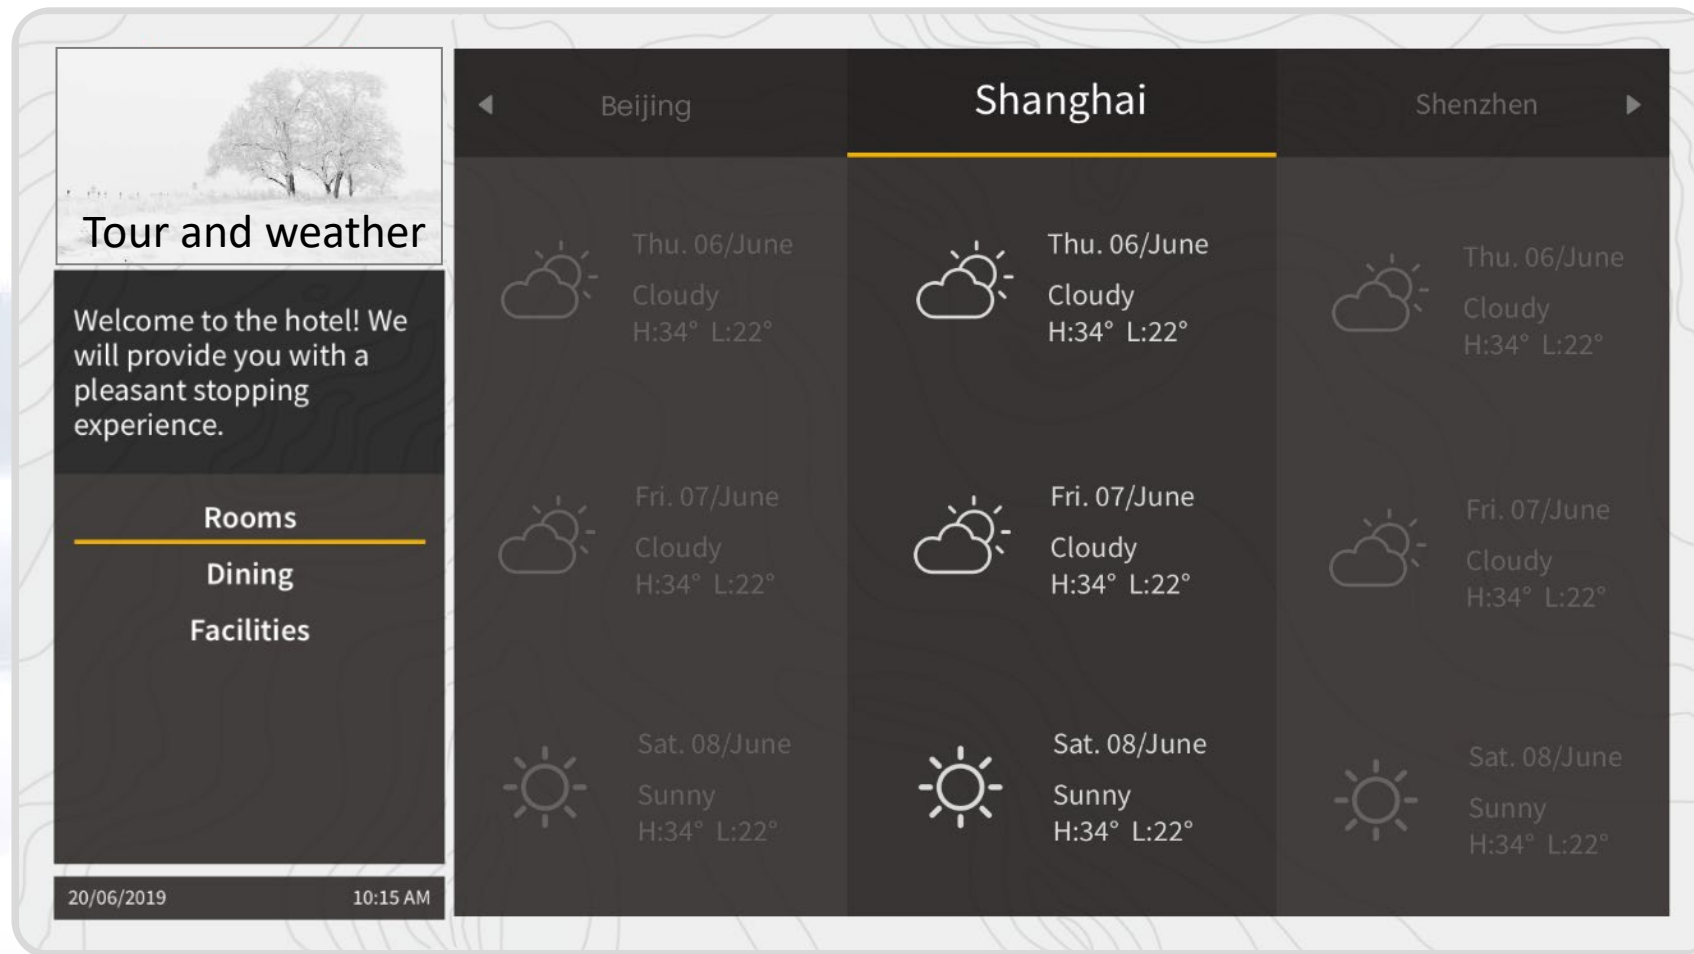 Tour and weather
Welcome to the hotel! We
will provide you with a
pleasant stopping
experience.
Rooms
Dining
Facilities
20/06/2019 10:15 AM
Beijing
Shanghai
Shenzhen
Thu. 06/June
Cloudy
H:34° L:22°
Fri. 07/June
Cloudy
H:34° L:22°
Sat. 08/June
Sunny
H:34° L:22°
Thu. 06/June
Cloudy
H:34° L:22°
Fri. 07/June
Cloudy
H:34° L:22°
Sat. 08/June
Sunny
H:34° L:22°
Thu. 06/June
Cloudy
H:34° L:22°
Fri. 07/June
Cloudy
H:34° L:22°
Sat. 08/June
Sunny
H:34° L:22°